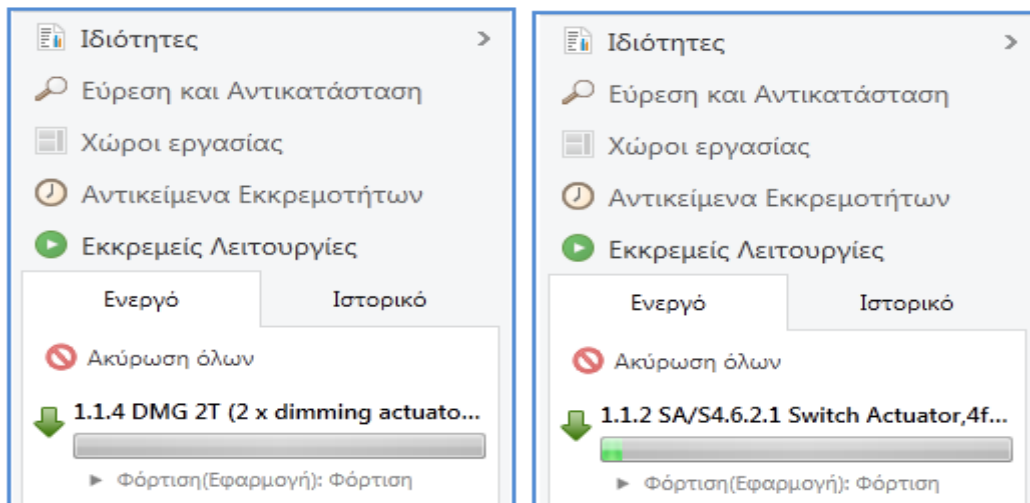 Ιδιότητες
Εύρεση και Αντικατάσταση
Χώροι εργασίας
Αντικείμενα Εκκρεμοτήτων
Εκκρεμείς Λειτουργίες
Ενεργό Ιστορικό
Ακύρωση όλων
1.1.4 DMG 2T (2 x dimming actuato...
Φόρτιση(Εφαρμογή): Φόρτιση
Ιδιότητες
Εύρεση και Αντικατάσταση
Χώροι εργασίας
Αντικείμενα Εκκρεμοτήτων
Εκκρεμείς Λειτουργίες
Ενεργό Ιστορικό
Ακύρωση όλων
1.1.2 SA/S4.6.2.1 Switch Actuator,4f...
Φόρτιση(Εφαρμογή): Φόρτιση